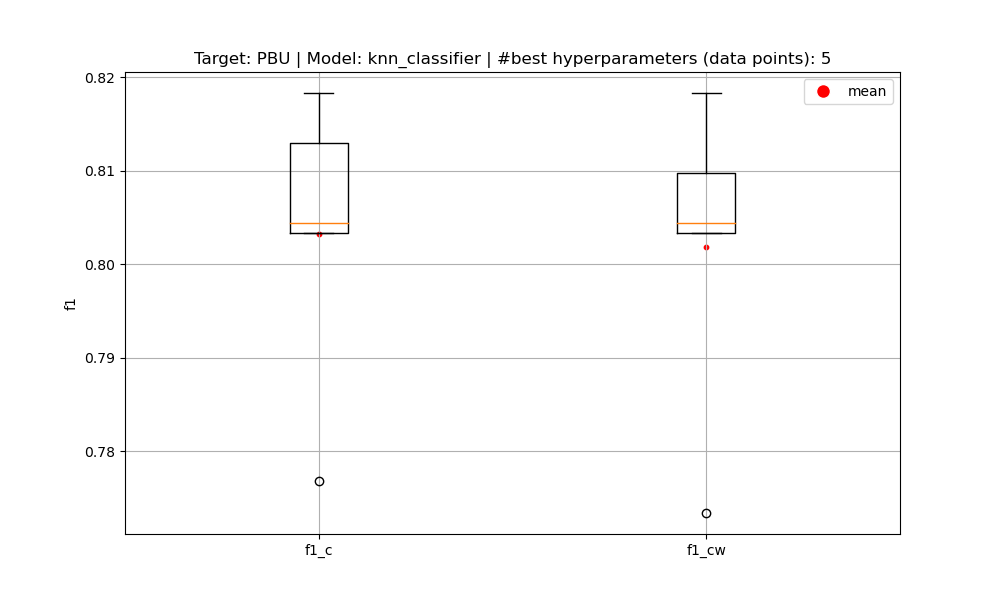 Target: PBU | Model: knn_classifier | #best hyperparameters (data points): 5
mean
0.82
0.81
0.80
0.79
0.78
f1
f1_c
f1_cw